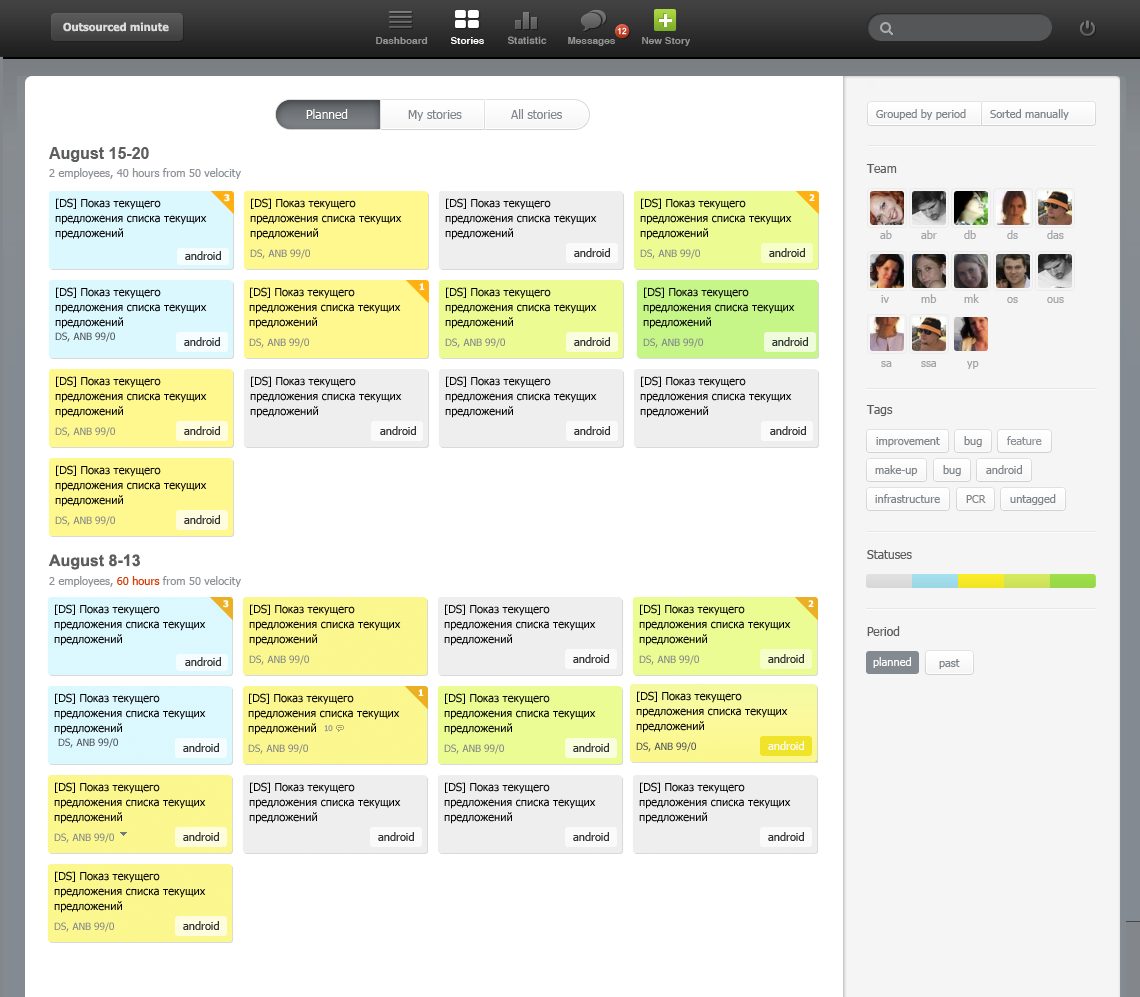 Outsourced minute
Dashboard
Stories
Statistic
Messages
12
New Story
Planned
My stories
All stories
August 15-20
2 employees, 40 hours from 50 velocity
[DS] Показ текущего
предложения списка текущих
предложений
3
android
[DS] Показ текущего
предложения списка текущих
предложений
DS, ANB 99/0
[DS] Показ текущего
предложения списка текущих
предложений
android
[DS] Показ текущего
предложения списка текущих
предложений
2
DS, ANB 99/0
android
[DS] Показ текущего
предложения списка текущих
предложений
DS, ANB 99/0
android
[DS] Показ текущего
предложения списка текущих
предложений
1
DS, ANB 99/0
[DS] Показ текущего
предложения списка текущих
предложений
DS, ANB 99/0
android
[DS] Показ текущего
предложения списка текущих
предложений
DS, ANB 99/0
android
[DS] Показ текущего
предложения списка текущих
предложений
DS, ANB 99/0
android
[DS] Показ текущего
предложения списка текущих
предложений
android
[DS] Показ текущего
предложения списка текущих
предложений
android
[DS] Показ текущего
предложения списка текущих
предложений
android
[DS] Показ текущего
предложения списка текущих
предложений
DS, ANB 99/0
android
August 8-13
2 employees, 60 hours from 50 velocity
[DS] Показ текущего
предложения списка текущих
предложений
3
android
[DS] Показ текущего
предложения списка текущих
предложений
DS, ANB 99/0
[DS] Показ текущего
предложения списка текущих
предложений
android
[DS] Показ текущего
предложения списка текущих
предложений
2
DS, ANB 99/0
android
[DS] Показ текущего
предложения списка текущих
предложений
DS, ANB 99/0
android
[DS] Показ текущего
предложения списка текущих
предложений 10
1
DS, ANB 99/0
[DS] Показ текущего
предложения списка текущих
предложений
DS, ANB 99/0
android
[DS] Показ текущего
предложения списка текущих
предложений
DS, ANB 99/0
android
[DS] Показ текущего
предложения списка текущих
предложений
DS, ANB 99/0
android
[DS] Показ текущего
предложения списка текущих
предложений
android
[DS] Показ текущего
предложения списка текущих
предложений
android
[DS] Показ текущего
предложения списка текущих
предложений
android
[DS] Показ текущего
предложения списка текущих
предложений
DS, ANB 99/0
android
Grouped by period
Sorted manually
Team
ab abr db ds das
iv mb mk os ous
sa ssa yp
Tags
improvement bug feature
make-up bug android
infrastructure PCR untagged
Statuses
Period
planned past